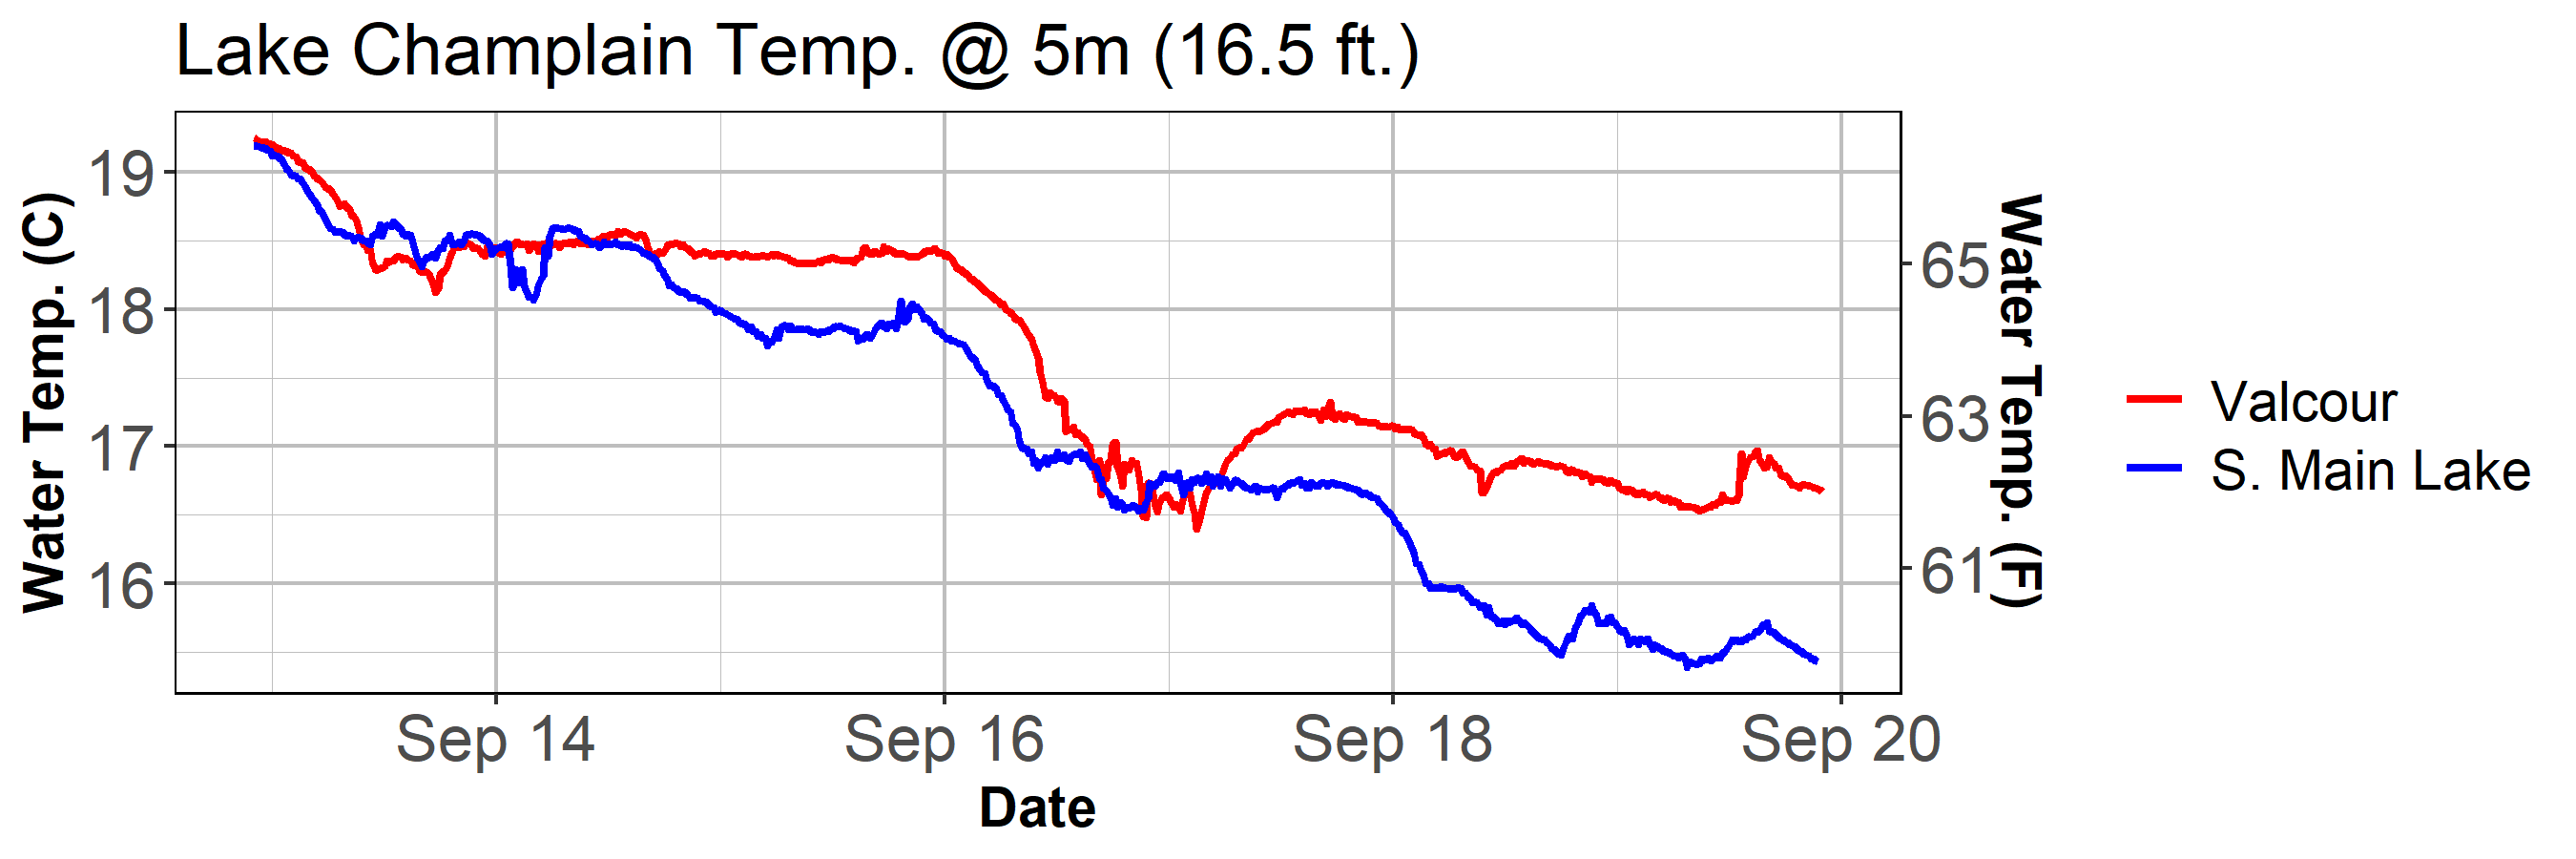 Lake Champlain Temp. @ 5m (16.5 ft.)
Water Temp. (C)
19
18
17
16
65
63
61
Water Temp. (F)
Sep 14 Sep 16 Sep 18 Sep 20
Date
Valcour
S. Main Lake